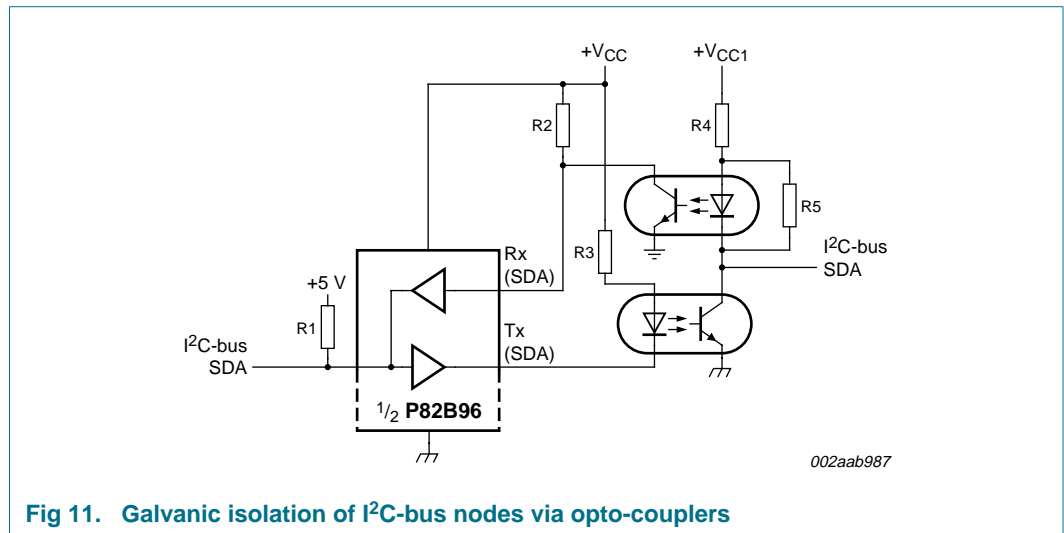 +VCC
+VCC1
R2
R4
R5
R3
I2C-bus
SDA
Rx
(SDA)
+5 V
R1
Tx
(SDA)
I2C-bus
SDA
1/2 P82B96
002aab987
Fig 11. Galvanic isolation of I2C-bus nodes via opto-couplers